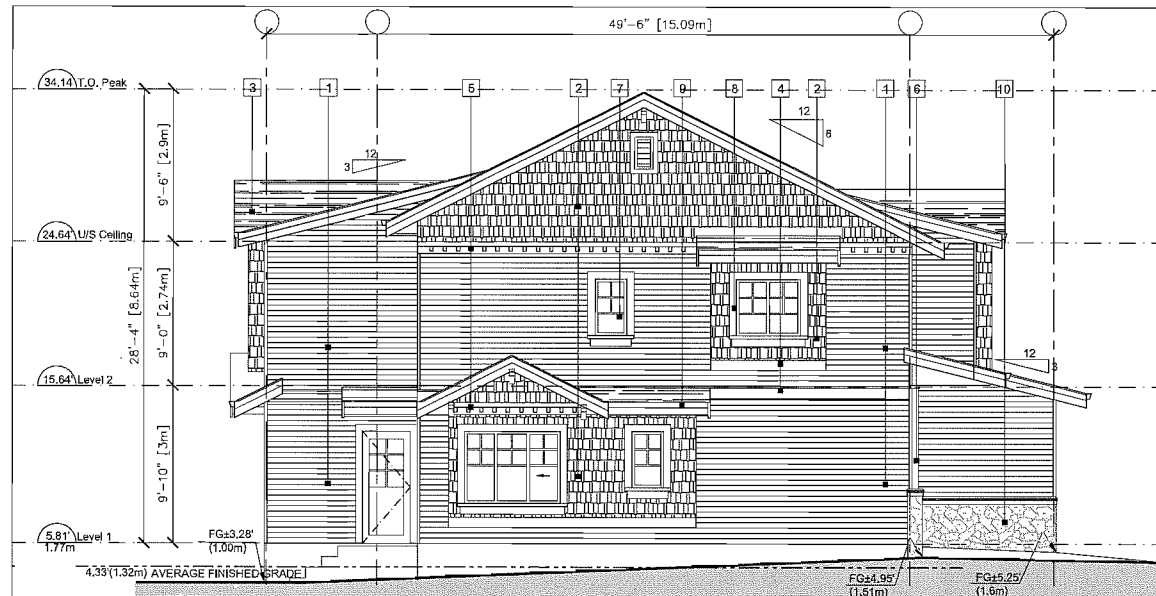 49'-6" [15.09m]
34.14' T.O. Peak
3 1 5 2 7 9 8 4 2 1 6 10
12
6
12
3
9'-6" [2.9m]
24.64' U/S Ceiling
28'-4" [8.64m]
9'-0" [2.74m]
12
3
15.64' Level 2
9'-10" [3m]
5.81' Level 1
1.77m
FG±3.28'
(1.00m)
4.33'(1.32m) AVERAGE FINISHED GRADE
FG±4.95'
(1.51m)
FG±5.25'
(1.6m)